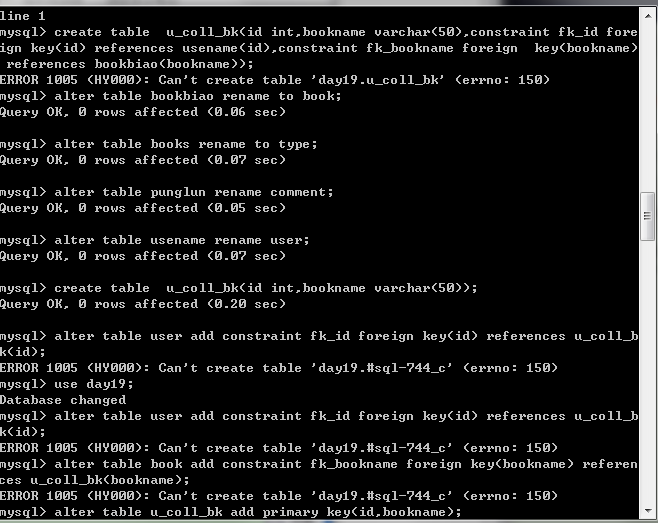 line 1
mysql> create table  u_coll_bk(id int,bookname varchar(50),constraint fk_id fore
ign key(id) references usename(id),constraint fk_bookname foreign  key(bookname)
 references bookbiao(bookname));
ERROR 1005 (HY000): Can't create table 'day19.u_coll_bk' (errno: 150)
mysql> alter table bookbiao rename to book;
Query OK, 0 rows affected (0.06 sec)
mysql> alter table books rename to type;
Query OK, 0 rows affected (0.07 sec)
mysql> alter table punglun rename comment;
Query OK, 0 rows affected (0.05 sec)
mysql> alter table usename rename user;
Query OK, 0 rows affected (0.07 sec)
mysql> create table  u_coll_bk(id int,bookname varchar(50));
Query OK, 0 rows affected (0.20 sec)
mysql> alter table user add constraint fk_id foreign key(id) references u_coll_b
k(id);
ERROR 1005 (HY000): Can't create table 'day19.#sql-744_c' (errno: 150)
mysql> use day19;
Database changed
mysql> alter table user add constraint fk_id foreign key(id) references u_coll_b
k(id);
ERROR 1005 (HY000): Can't create table 'day19.#sql-744_c' (errno: 150)
mysql> alter table book add constraint fk_bookname foreign key(bookname) referen
ces u_coll_bk(bookname);
ERROR 1005 (HY000): Can't create table 'day19.#sql-744_c' (errno: 150)
mysql> alter table u_coll_bk add primary key(id,bookname);